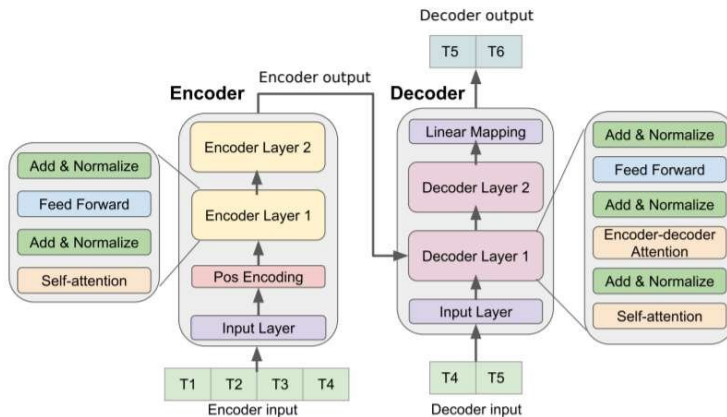 Decoder output
T5 T6
Encoder output
Encoder
Encoder Layer 2
Encoder Layer 1
Pos Encoding
Input Layer
T1 T2 T3 T4
Encoder input
Add & Normalize
Feed Forward
Add & Normalize
Self-attention
Decoder
Linear Mapping
Decoder Layer 2
Decoder Layer 1
Input Layer
T4 T5
Decoder input
Add & Normalize
Feed Forward
Add & Normalize
Encoder-decoder
Attention
Add & Normalize
Self-attention